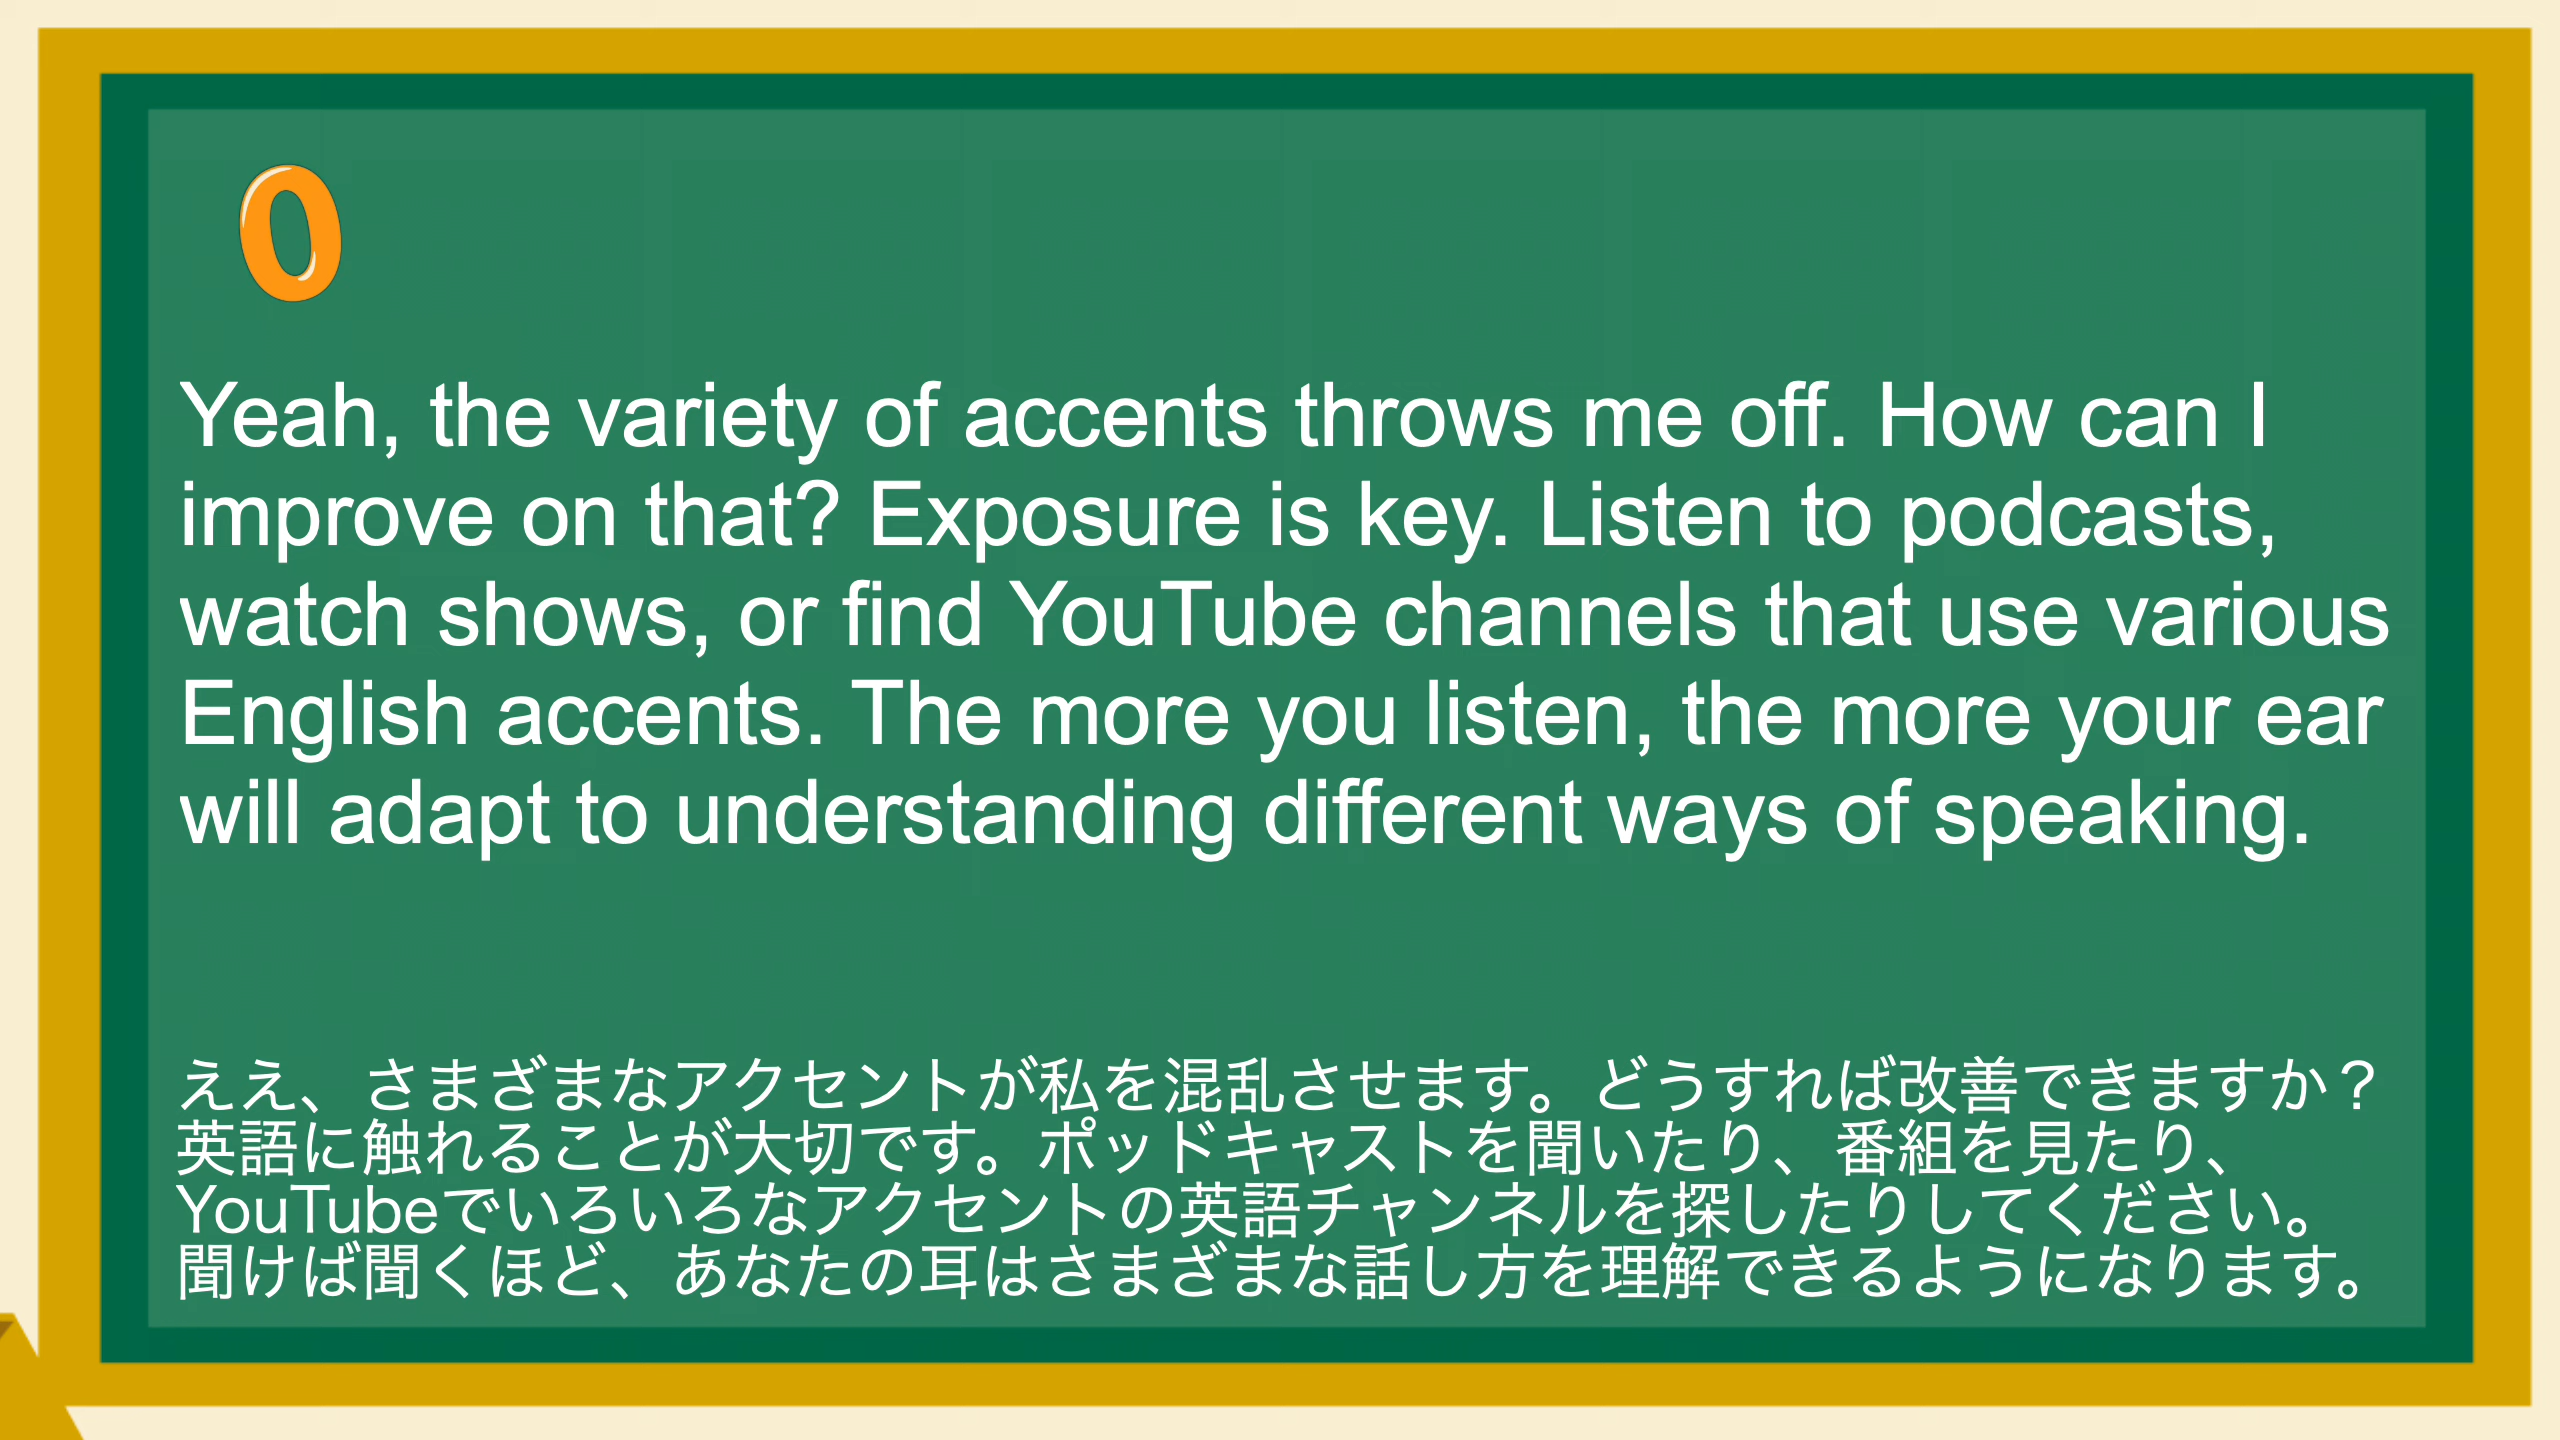 0
Yeah, the variety of accents throws me off. How can I
improve on that? Exposure is key. Listen to podcasts,
watch shows, or find YouTube channels that use various
English accents. The more you listen, the more your ear
will adapt to understanding different ways of speaking.
ええ、さまざまなアクセントが私を混乱させます。どうすれば改善できますか？
英語に触れることが大切です。ポッドキャストを聞いたり、番組を見たり、
YouTubeでいろいろなアクセントの英語チャンネルを探したりしてください。
聞けば聞くほど、あなたの耳はさまざまな話し方を理解できるようになります。